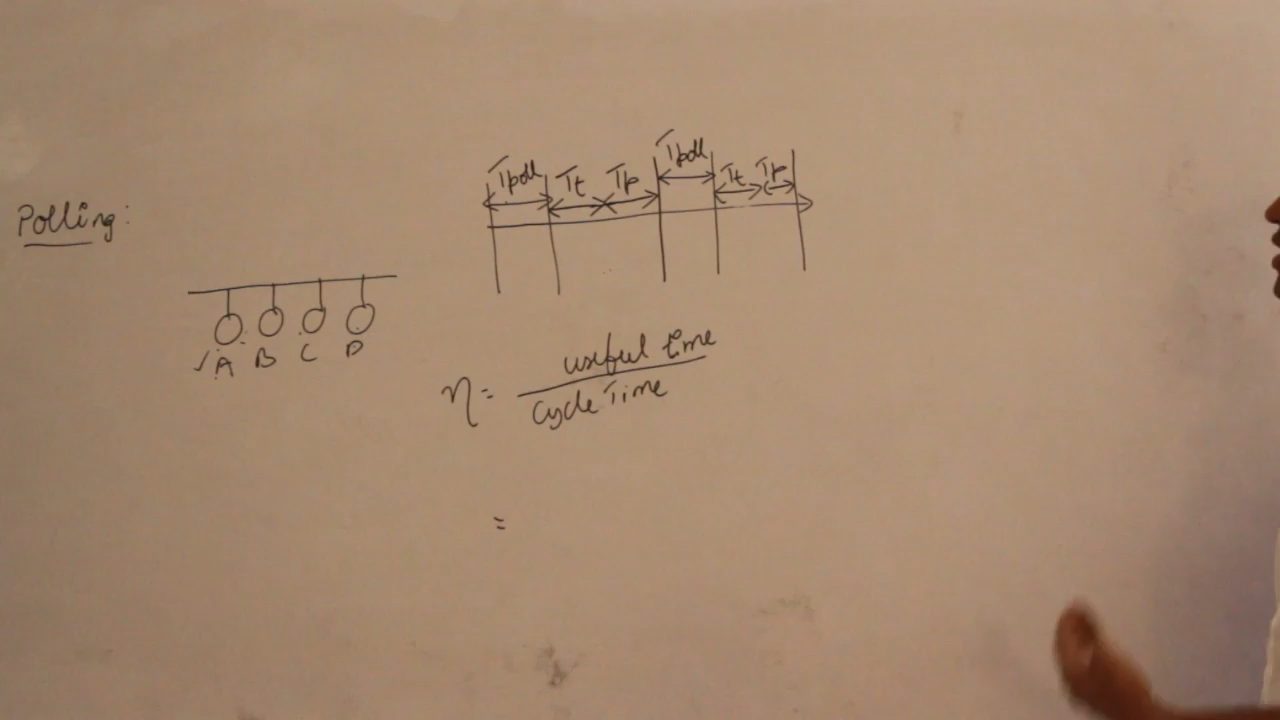 Polling:
A B C D
Tpoll Tt Tp Tpoll Tt Tp
η = useful time
Cycle Time
=